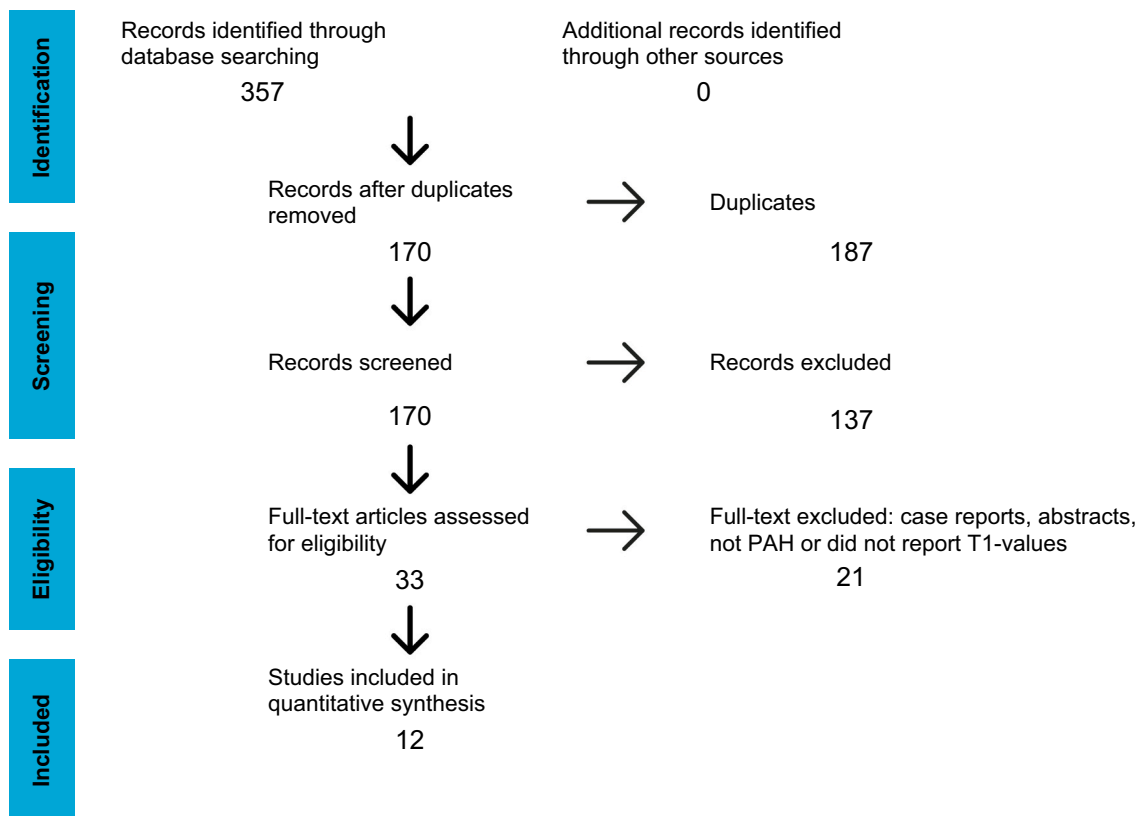 Identification
Records identified through
database searching
357
Additional records identified
through other sources
0
Records after duplicates
removed
170
Duplicates
187
Screening
Records screened
170
Records excluded
137
Eligibility
Full-text articles assessed
for eligibility
33
Full-text excluded: case reports, abstracts,
not PAH or did not report T1-values
21
Included
Studies included in
quantitative synthesis
12